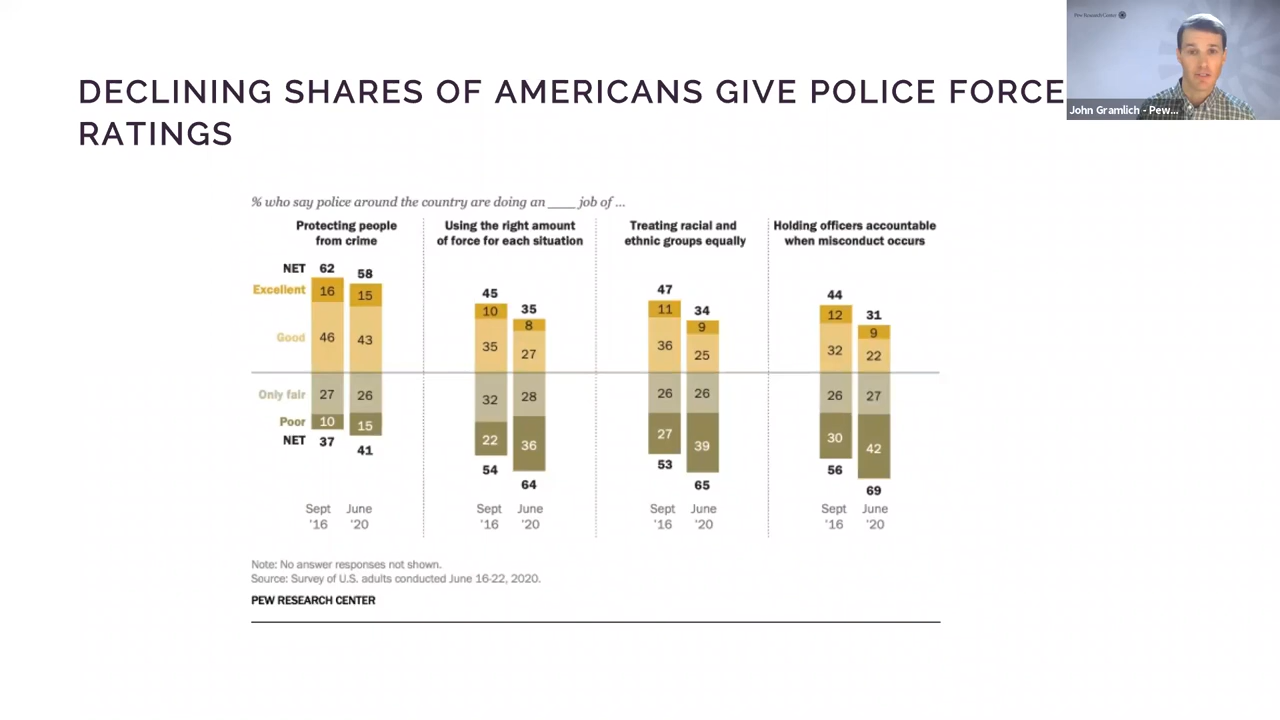 Pew Research Center
DECLINING SHARES OF AMERICANS GIVE POLICE FORCE
RATINGS
John Gramlich - Pew...
% who say police around the country are doing an ____ job of ...
Protecting people
from crime
Using the right amount
of force for each situation
Treating racial and
ethnic groups equally
Holding officers accountable
when misconduct occurs
NET 62 58
Excellent 16 15
Good 46 43
Only fair 27 26
Poor 10 15
NET 37 41
Sept '16
June '20
45 35
10 8
35 27
32 28
22 36
54 64
Sept '16
June '20
47 34
11 9
36 25
26 26
27 39
53 65
Sept '16
June '20
44 31
12 9
32 22
26 27
30 42
56 69
Sept '16
June '20
Note: No answer responses not shown.
Source: Survey of U.S. adults conducted June 16-22, 2020.
PEW RESEARCH CENTER